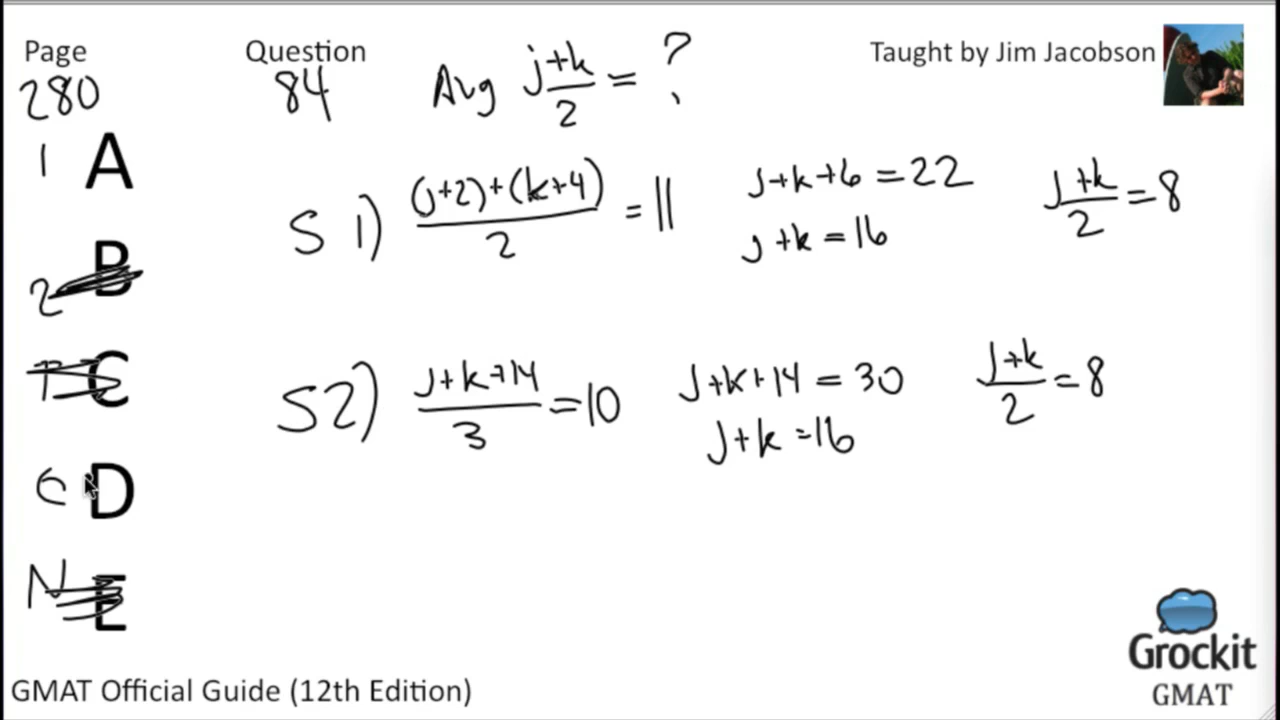 Page Question Taught by Jim Jacobson
280 84 Avg (j+k)/2 = ?
1 A
S 1) ((j+2)+(k+4))/2 = 11 j+k+6 = 22 (j+k)/2 = 8
j+k = 16
2 B
T C
S 2) (j+k+14)/3 = 10 j+k+14 = 30 (j+k)/2 = 8
j+k = 16
E D
N E
Grockit
GMAT
GMAT Official Guide (12th Edition)